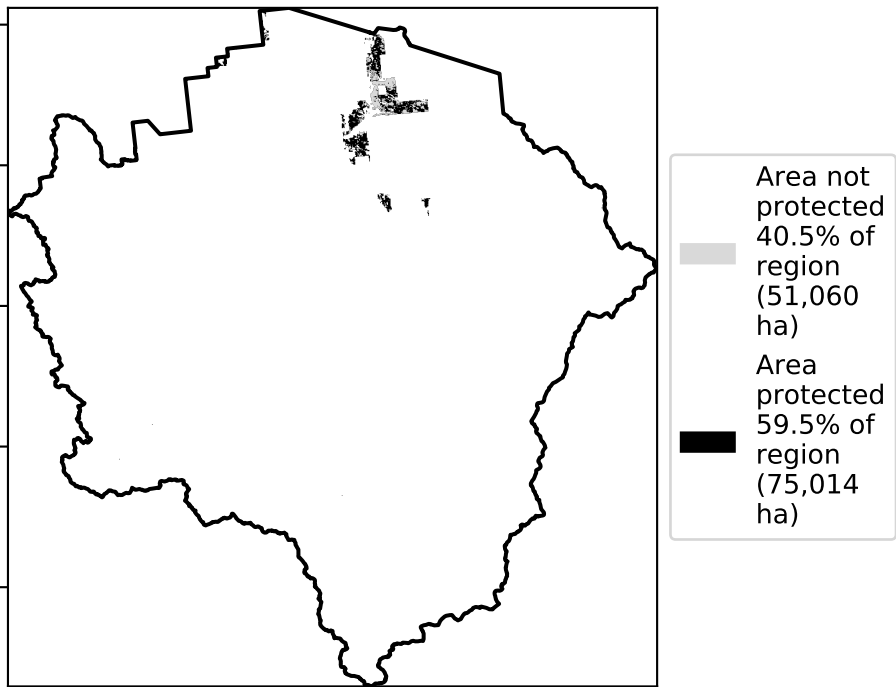 Area not
protected
40.5% of
region
(51,060
ha)
Area
protected
59.5% of
region
(75,014
ha)